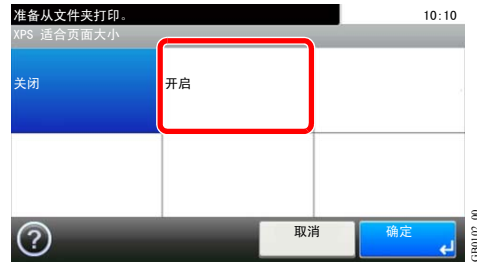 准备从文件夹打印。
10:10
XPS 适合页面大小
关闭
开启
取消
确定
GB0102_00